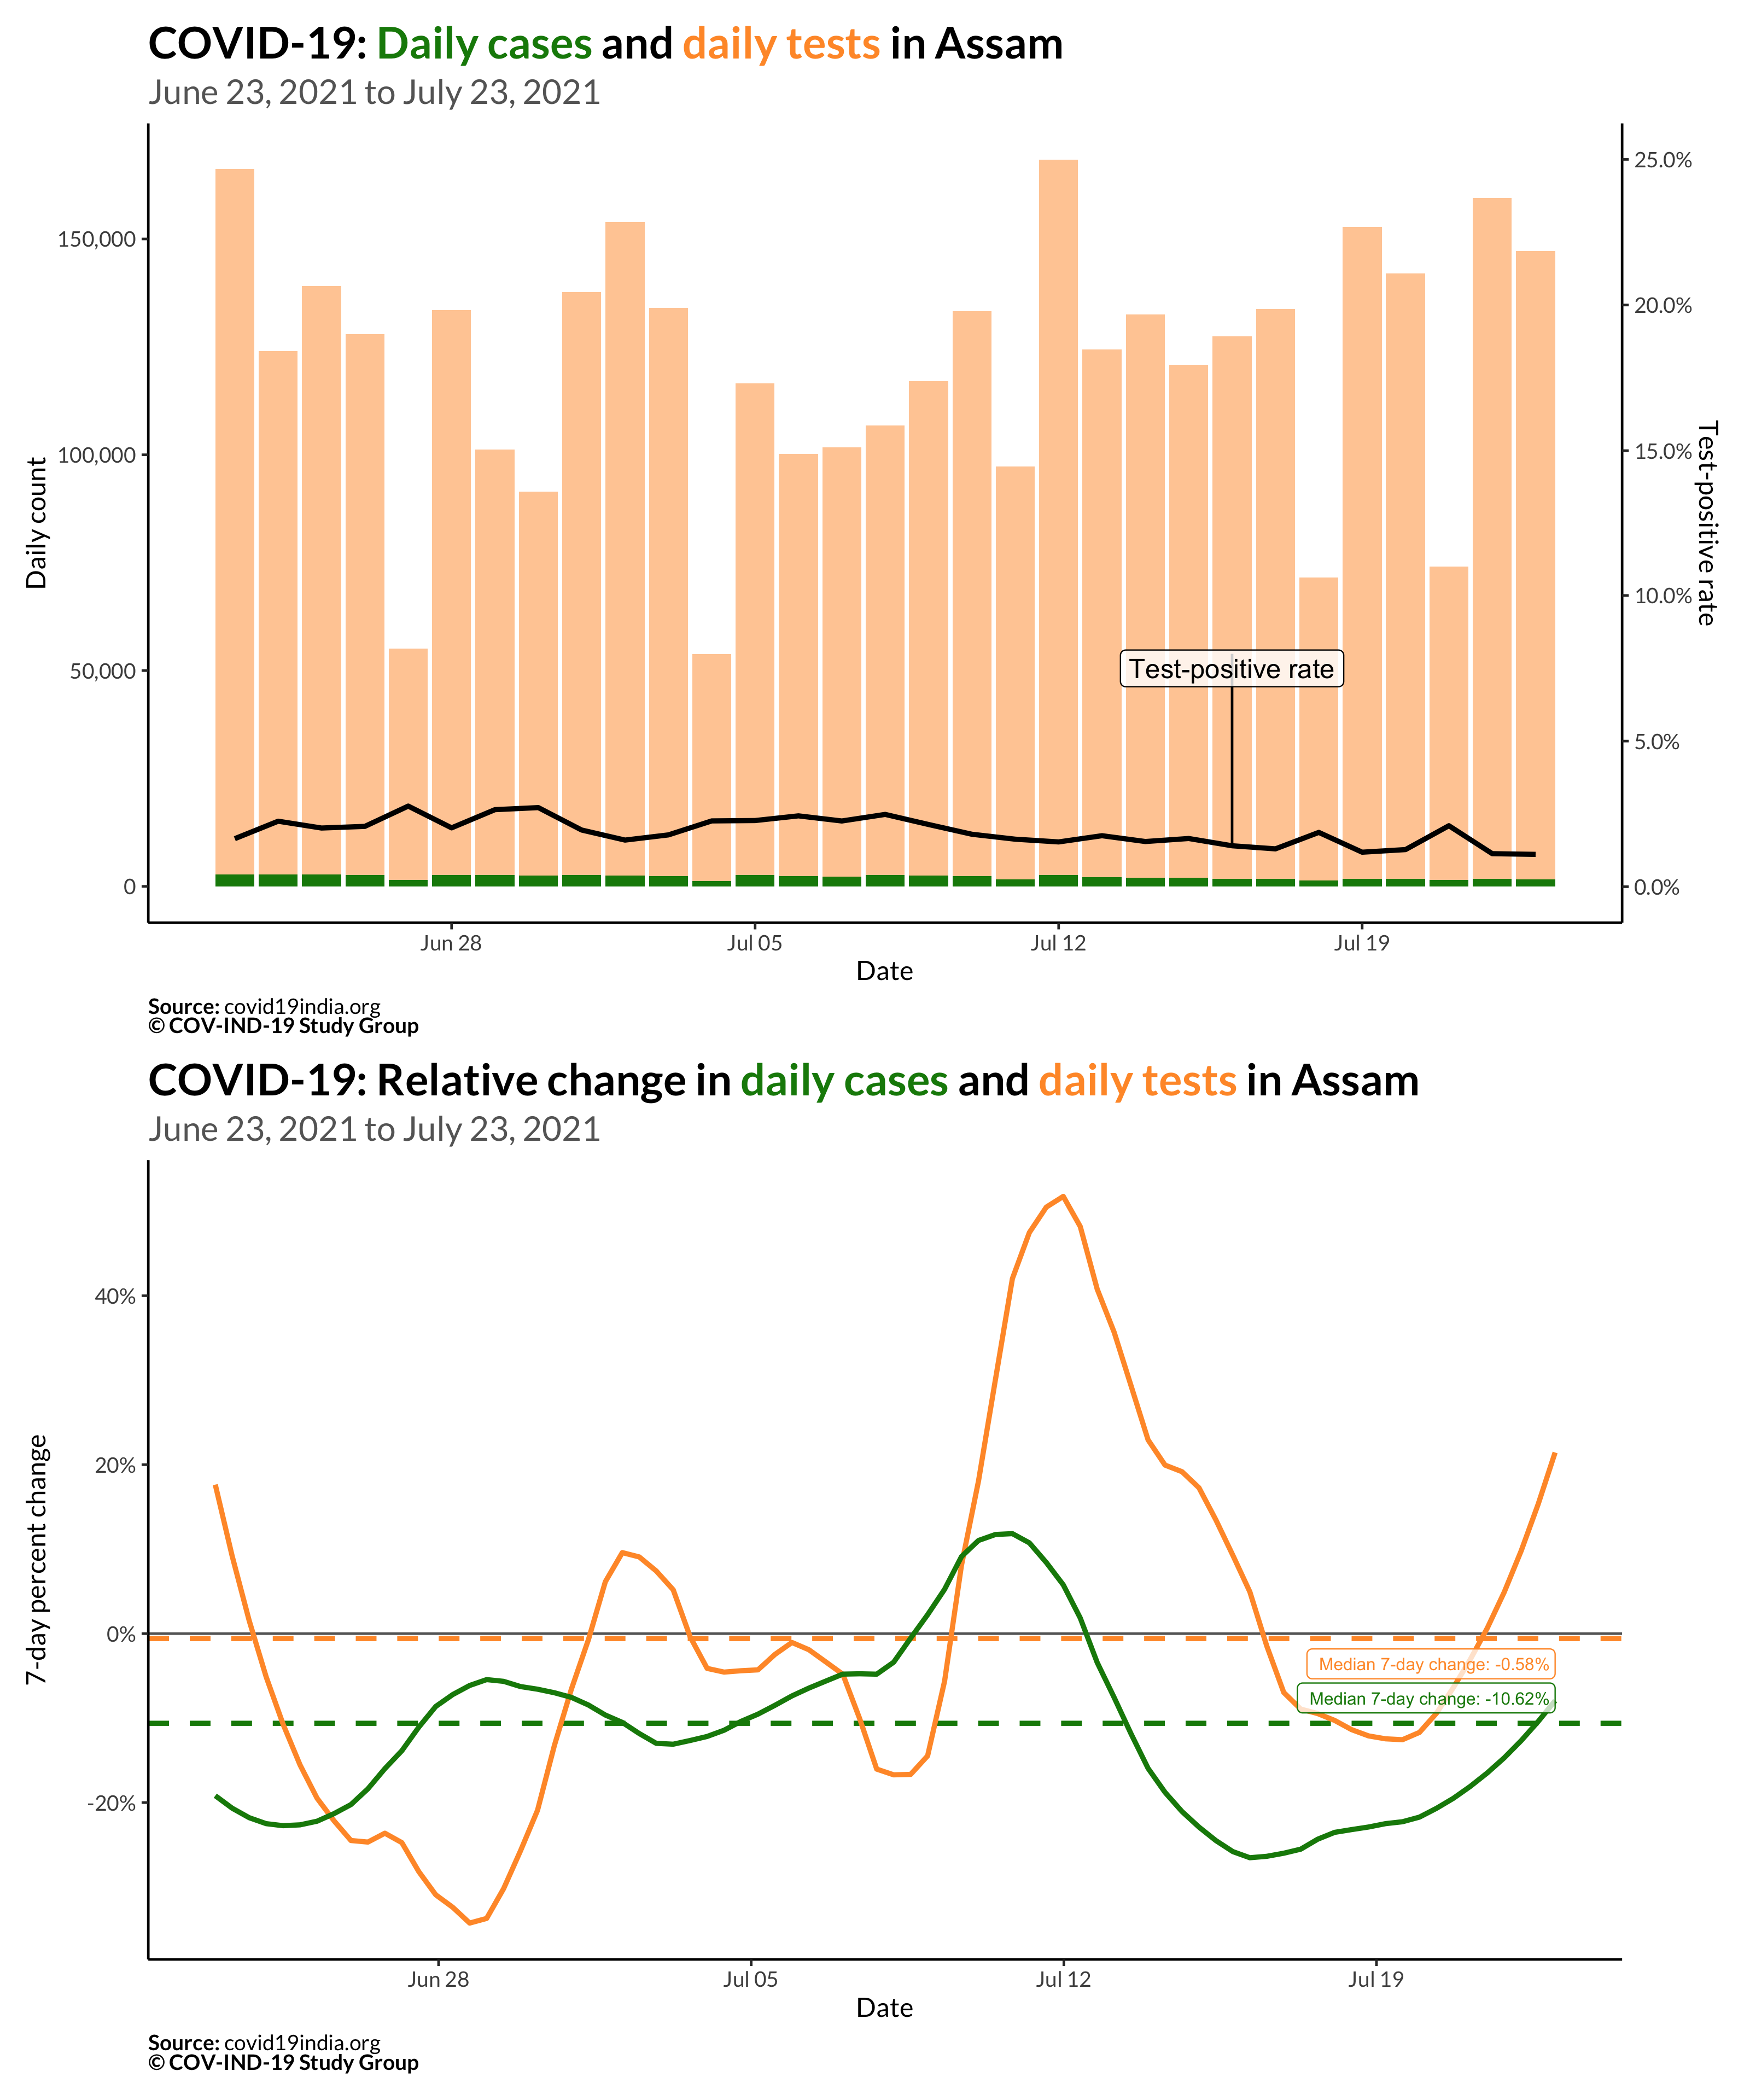 COVID-19: Daily cases and daily tests in Assam
June 23, 2021 to July 23, 2021
25.0%
150,000
20.0%
100,000
15.0%
Daily count
Test-positive rate
10.0%
50,000
Test-positive rate
5.0%
0
0.0%
Jun 28
Jul 05
Jul 12
Jul 19
Date
Source: covid19india.org
© COV-IND-19 Study Group
COVID-19: Relative change in daily cases and daily tests in Assam
June 23, 2021 to July 23, 2021
40%
20%
7-day percent change
0%
Median 7-day change: -0.58%
Median 7-day change: -10.62%
-20%
Jun 28
Jul 05
Jul 12
Jul 19
Date
Source: covid19india.org
© COV-IND-19 Study Group